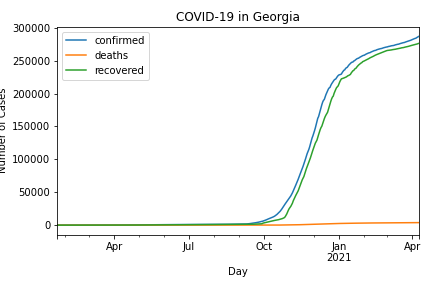 COVID-19 in Georgia
300000
250000
200000
150000
100000
50000
0
confirmed
deaths
recovered
Number of Cases
Apr
Jul
Oct
Jan
2021
Apr
Day